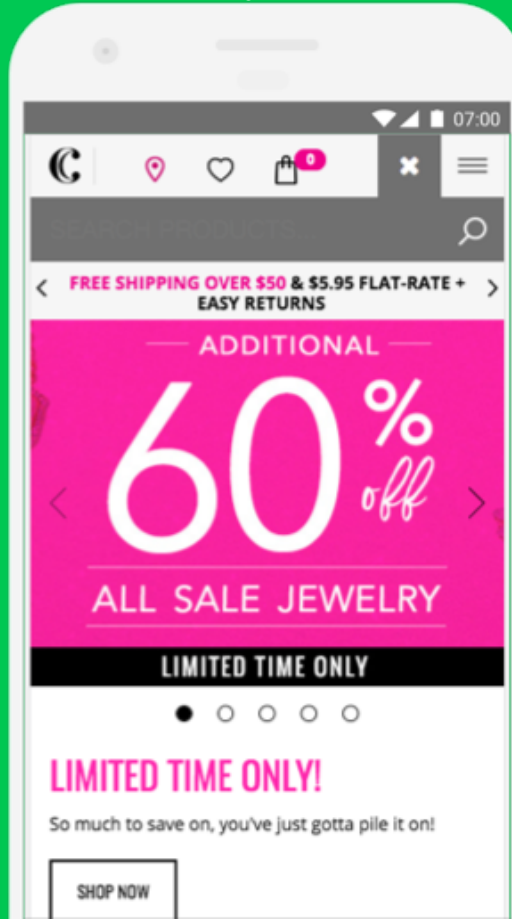 07:00
C
0
SEARCH PRODUCTS...
FREE SHIPPING OVER $50 & $5.95 FLAT-RATE +
EASY RETURNS
ADDITIONAL
60%
off
ALL SALE JEWELRY
LIMITED TIME ONLY
LIMITED TIME ONLY!
So much to save on, you've just gotta pile it on!
SHOP NOW